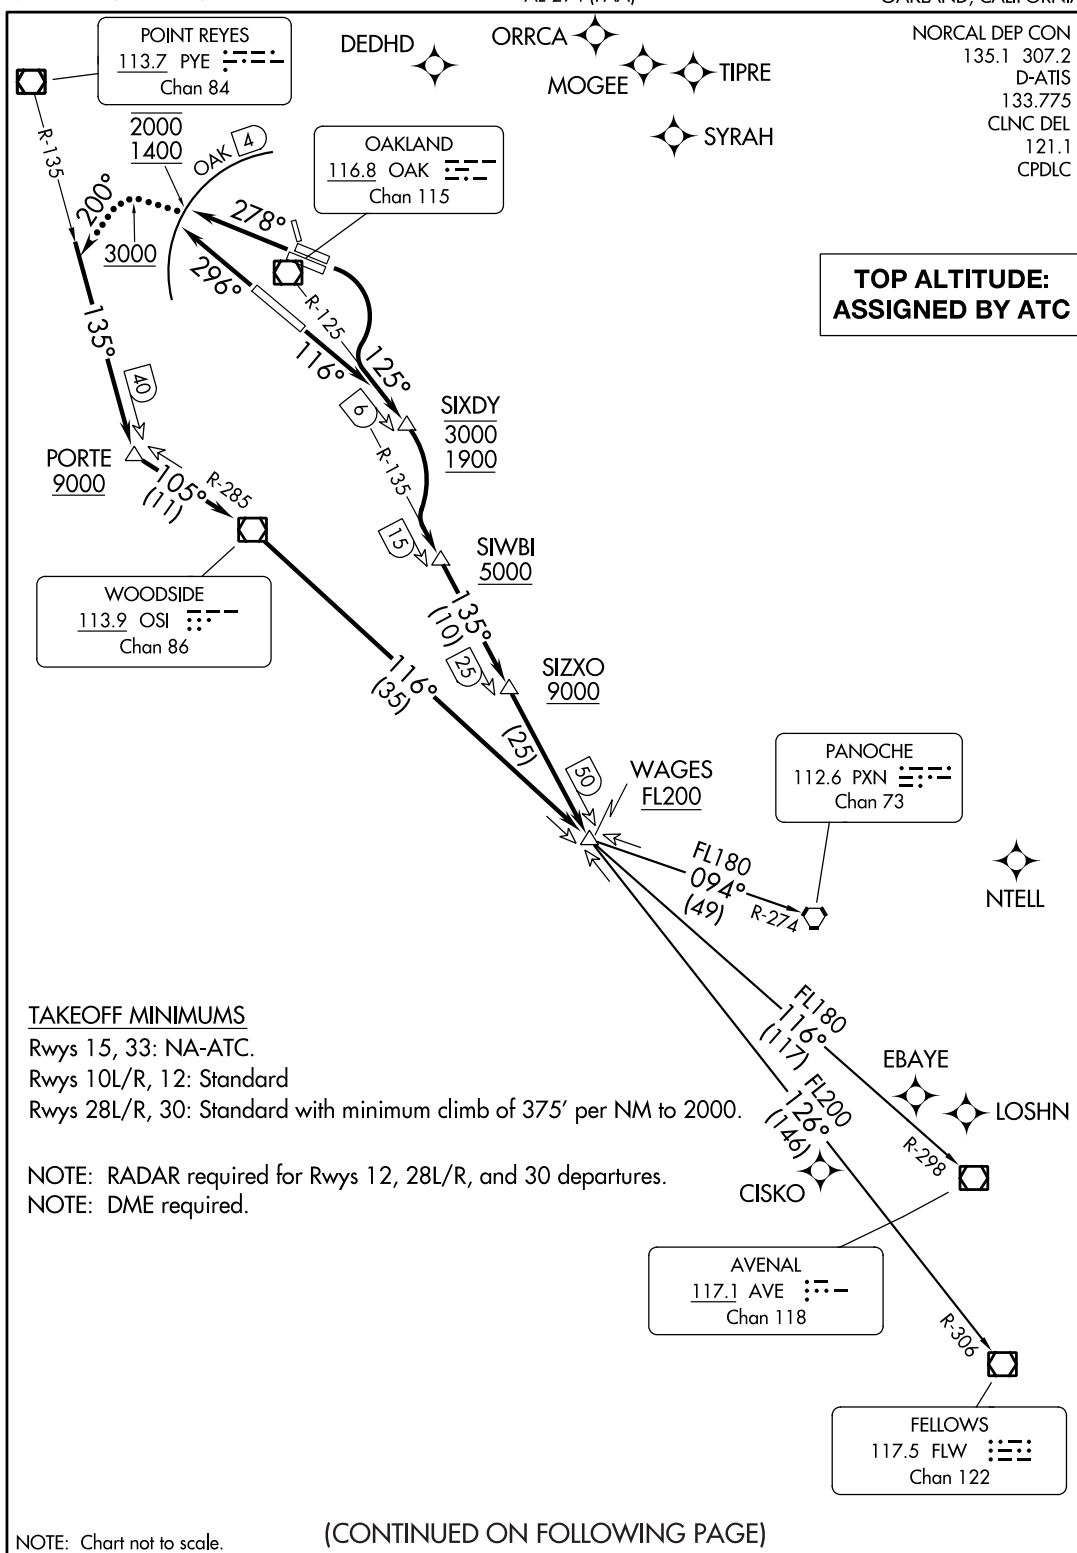 AL-294 (FAA)
OAKLAND, CALIFORNIA
POINT REYES
113.7 PYE
Chan 84
DEDHD
ORRCA
MOGEE
TIPRE
SYRAH
NORCAL DEP CON
135.1 307.2
D-ATIS
133.775
CLNC DEL
121.1
CPDLC
R-135
2000
1400
OAK 4
OAKLAND
116.8 OAK
Chan 115
200°
3000
278°
296°
R-125
116°
125°
TOP ALTITUDE:
ASSIGNED BY ATC
135°
40
6
SIXDY
3000
1900
PORTE
9000
105°
(11)
R-285
R-135
15
SIWBI
5000
WOODSIDE
113.9 OSI
Chan 86
135°
(10)
25
SIZXO
9000
116°
(35)
(25)
50
WAGES
FL200
PANOCHE
112.6 PXN
Chan 73
FL180
094°
(49)
R-274
NTELL
TAKEOFF MINIMUMS
Rwys 15, 33: NA-ATC.
Rwys 10L/R, 12: Standard
Rwys 28L/R, 30: Standard with minimum climb of 375' per NM to 2000.
FL180
116°
(117)
FL200
126°
(146)
EBAYE
LOSHN
R-298
CISKO
NOTE: RADAR required for Rwys 12, 28L/R, and 30 departures.
NOTE: DME required.
AVENAL
117.1 AVE
Chan 118
R-306
FELLOWS
117.5 FLW
Chan 122
NOTE: Chart not to scale.
(CONTINUED ON FOLLOWING PAGE)